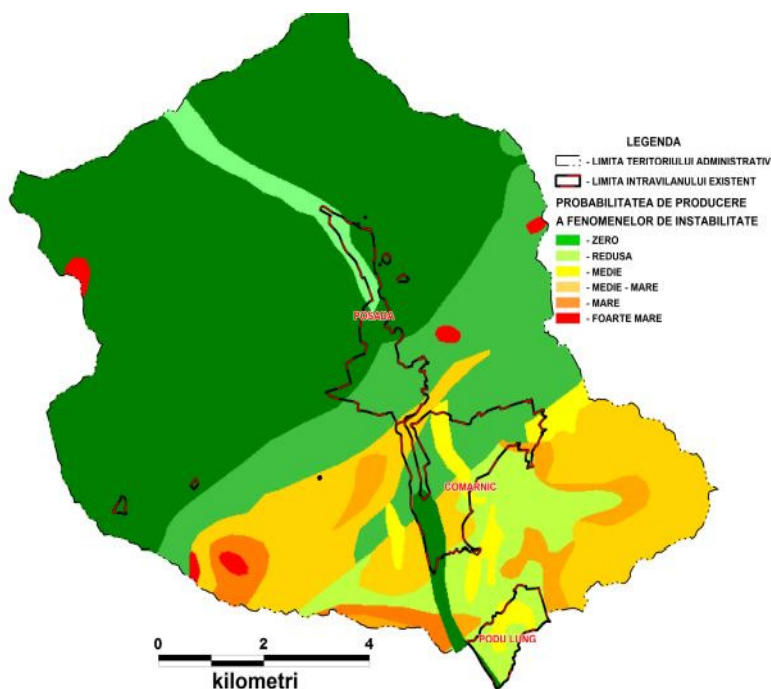 LEGENDA
- LIMITA TERITORIULUI ADMINISTRATIV
- LIMITA INTRAVILANULUI EXISTENT
PROBABILITATEA DE PRODUCERE
A FENOMENELOR DE INSTABILITATE
- ZERO
- REDUSA
- MEDIE
- MEDIE - MARE
- MARE
- FOARTE MARE
POSADA
COMARNIC
PODU LUNG
0 2 4
kilometri